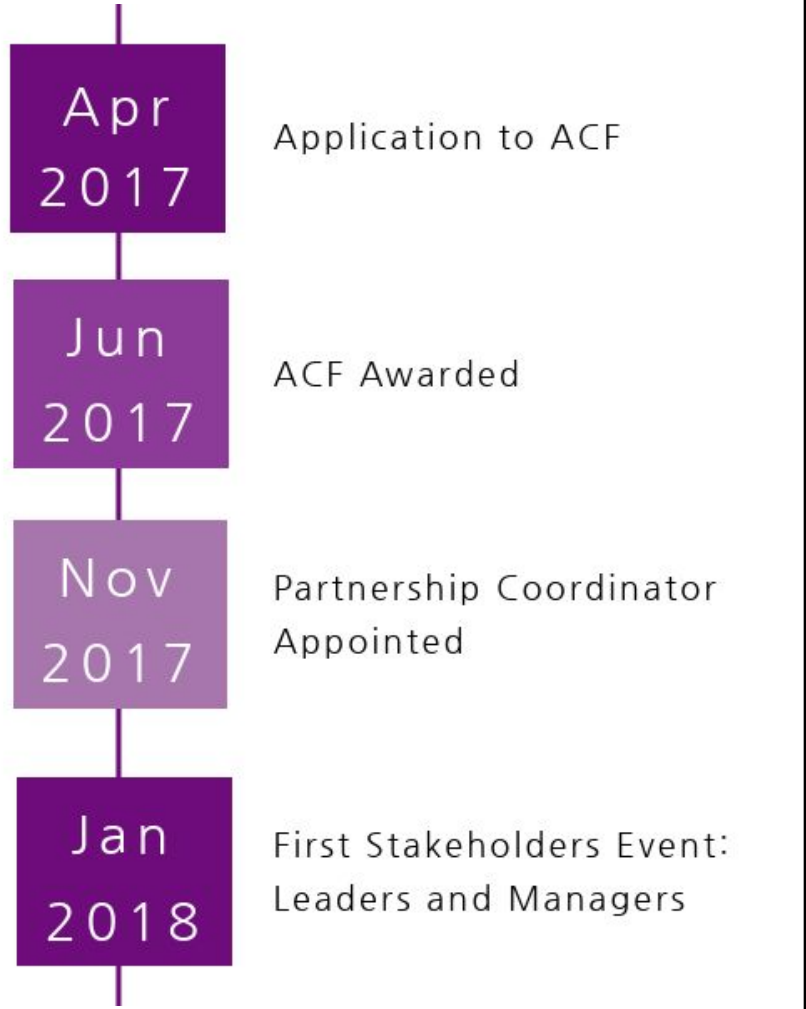 Apr
2017
Application to ACF
Jun
2017
ACF Awarded
Nov
2017
Partnership Coordinator
Appointed
Jan
2018
First Stakeholders Event:
Leaders and Managers